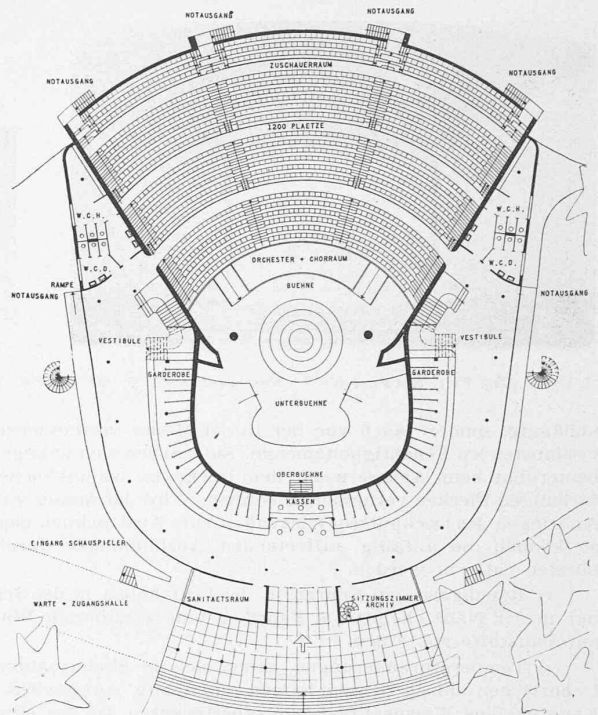 NOTAUSGANG
NOTAUSGANG
NOTAUSGANG
NOTAUSGANG
ZUSCHAUERRAUM
1200 PLAETZE
W.C.H.
W.C.H.
ORCHESTER + CHORRAUM
W.C.D.
W.C.D.
RAMPE
BUEHNE
NOTAUSGANG
NOTAUSGANG
VESTIBULE
VESTIBULE
GARDEROBE
GARDEROBE
UNTERBUEHNE
OBERBUEHNE
KASSEN
EINGANG SCHAUSPIELER
WARTE + ZUGANGSHALLE
SANITAETSRAUM
SITZUNGSZIMMER
ARCHIV